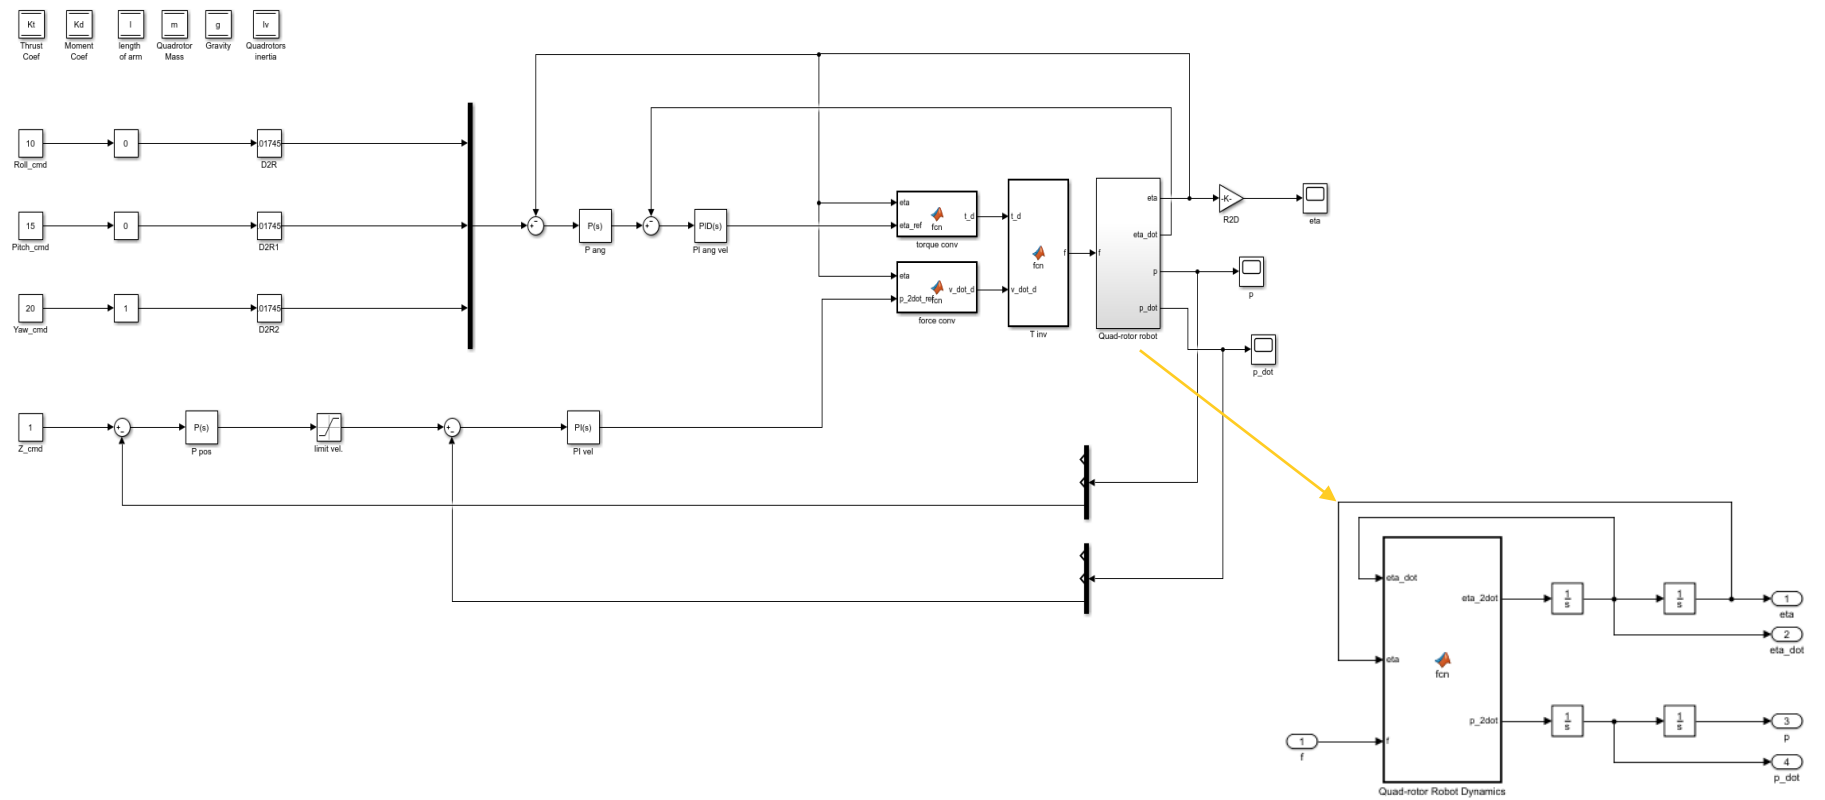 Kt
Kd
l
m
g
Iv
Thrust
Coef
Moment
Coef
length
of arm
Quadrotor
Mass
Gravity
Quadrotors
inertia
10
0
.01745
Roll_cmd
D2R
15
0
.01745
Pitch_cmd
D2R1
20
1
.01745
Yaw_cmd
D2R2
+
-
P(s)
P ang
+
-
PID(s)
PI ang vel
eta
eta_ref
fcn
t_d
torque conv
eta
p_2dot_ref
fcn
v_dot_d
force conv
t_d
v_dot_d
fcn
f
T inv
f
eta
eta_dot
p
p_dot
Quad-rotor robot
-K-
R2D
eta
p
p_dot
1
Z_cmd
+
-
P(s)
P pos
limit vel.
+
-
PI(s)
PI vel
eta_dot
eta
f
fcn
eta_2dot
p_2dot
Quad-rotor Robot Dynamics
1
s
1
s
1
eta
2
eta_dot
1
s
1
s
3
p
4
p_dot
1
f